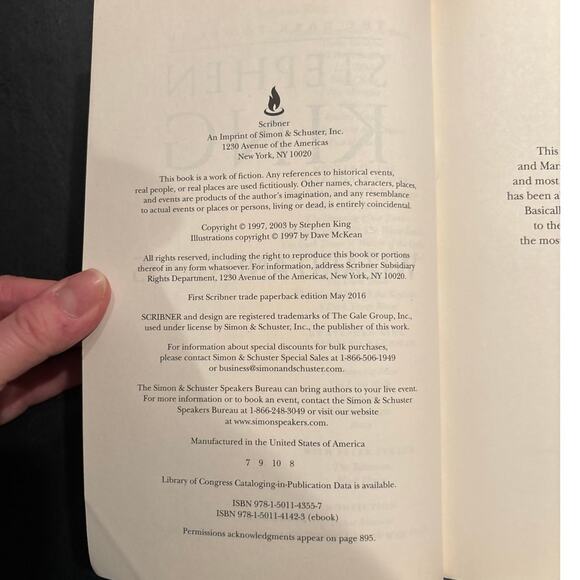 Scribner
An Imprint of Simon & Schuster, Inc.
1230 Avenue of the Americas
New York, NY 10020
This book is a work of fiction. Any references to historical events,
real people, or real places are used fictitiously. Other names, characters, places,
and events are products of the author's imagination, and any resemblance
to actual events or places or persons, living or dead, is entirely coincidental.
Copyright © 1997, 2003 by Stephen King
Illustrations copyright © 1997 by Dave McKean
All rights reserved, including the right to reproduce this book or portions
thereof in any form whatsoever. For information, address Scribner Subsidiary
Rights Department, 1230 Avenue of the Americas, New York, NY 10020.
First Scribner trade paperback edition May 2016
SCRIBNER and design are registered trademarks of The Gale Group, Inc.,
used under license by Simon & Schuster, Inc., the publisher of this work.
For information about special discounts for bulk purchases,
please contact Simon & Schuster Special Sales at 1-866-506-1949
or business@simonandschuster.com.
The Simon & Schuster Speakers Bureau can bring authors to your live event.
For more information or to book an event, contact the Simon & Schuster
Speakers Bureau at 1-866-248-3049 or visit our website
at www.simonspeakers.com.
Manufactured in the United States of America
7 9 10 8
Library of Congress Cataloging-in-Publication Data is available.
ISBN 978-1-5011-4355-7
ISBN 978-1-5011-4142-3 (ebook)
Permissions acknowledgments appear on page 895.
This
and Mar
and most
has been a
Basicall
to the
the mos